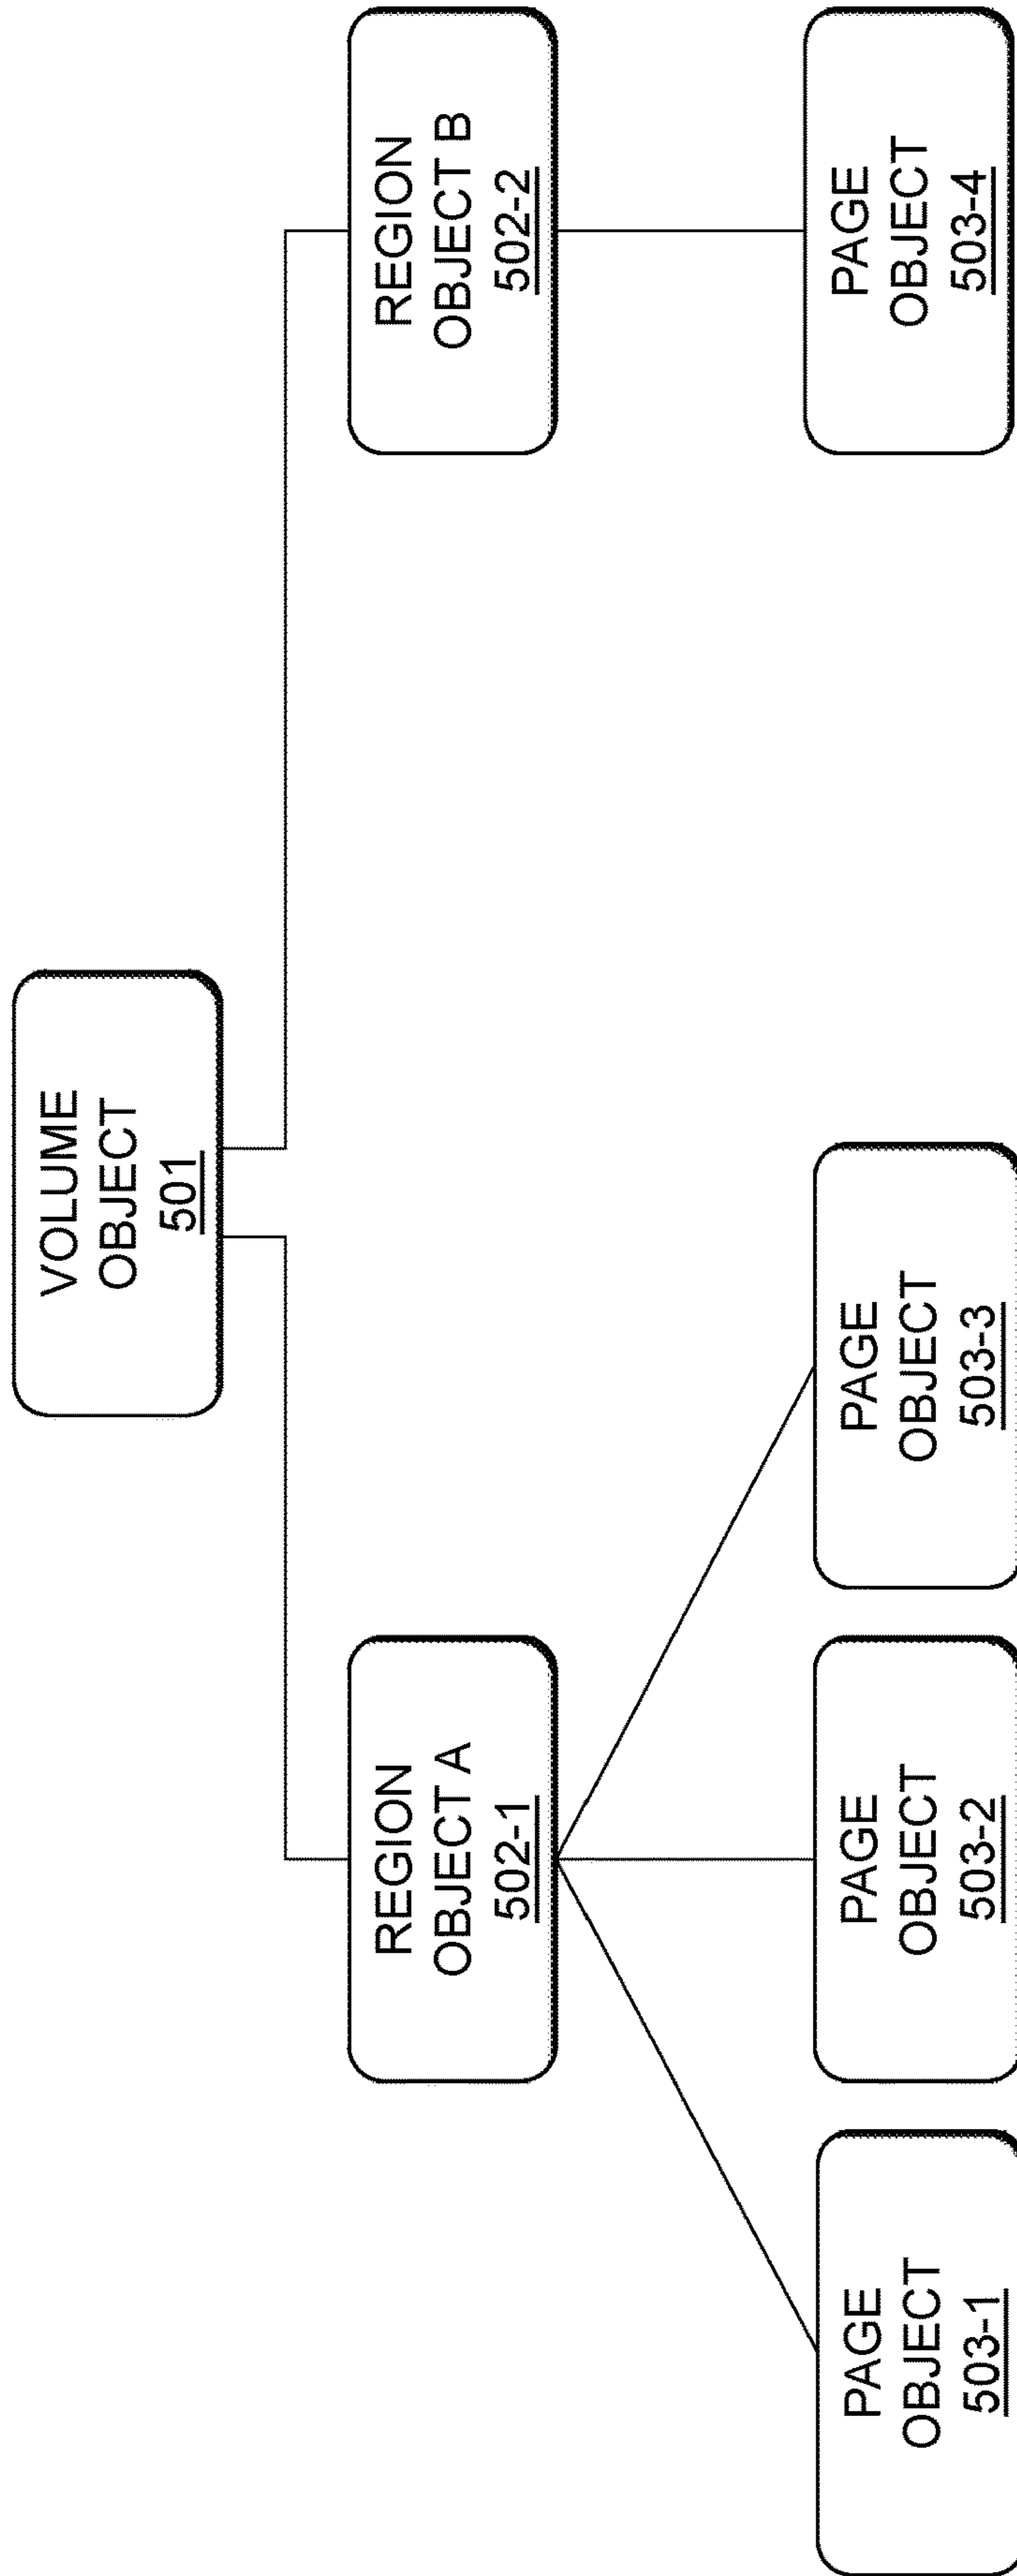 VOLUME
OBJECT
501
REGION
OBJECT A
502-1
REGION
OBJECT B
502-2
PAGE
OBJECT
503-1
PAGE
OBJECT
503-2
PAGE
OBJECT
503-3
PAGE
OBJECT
503-4